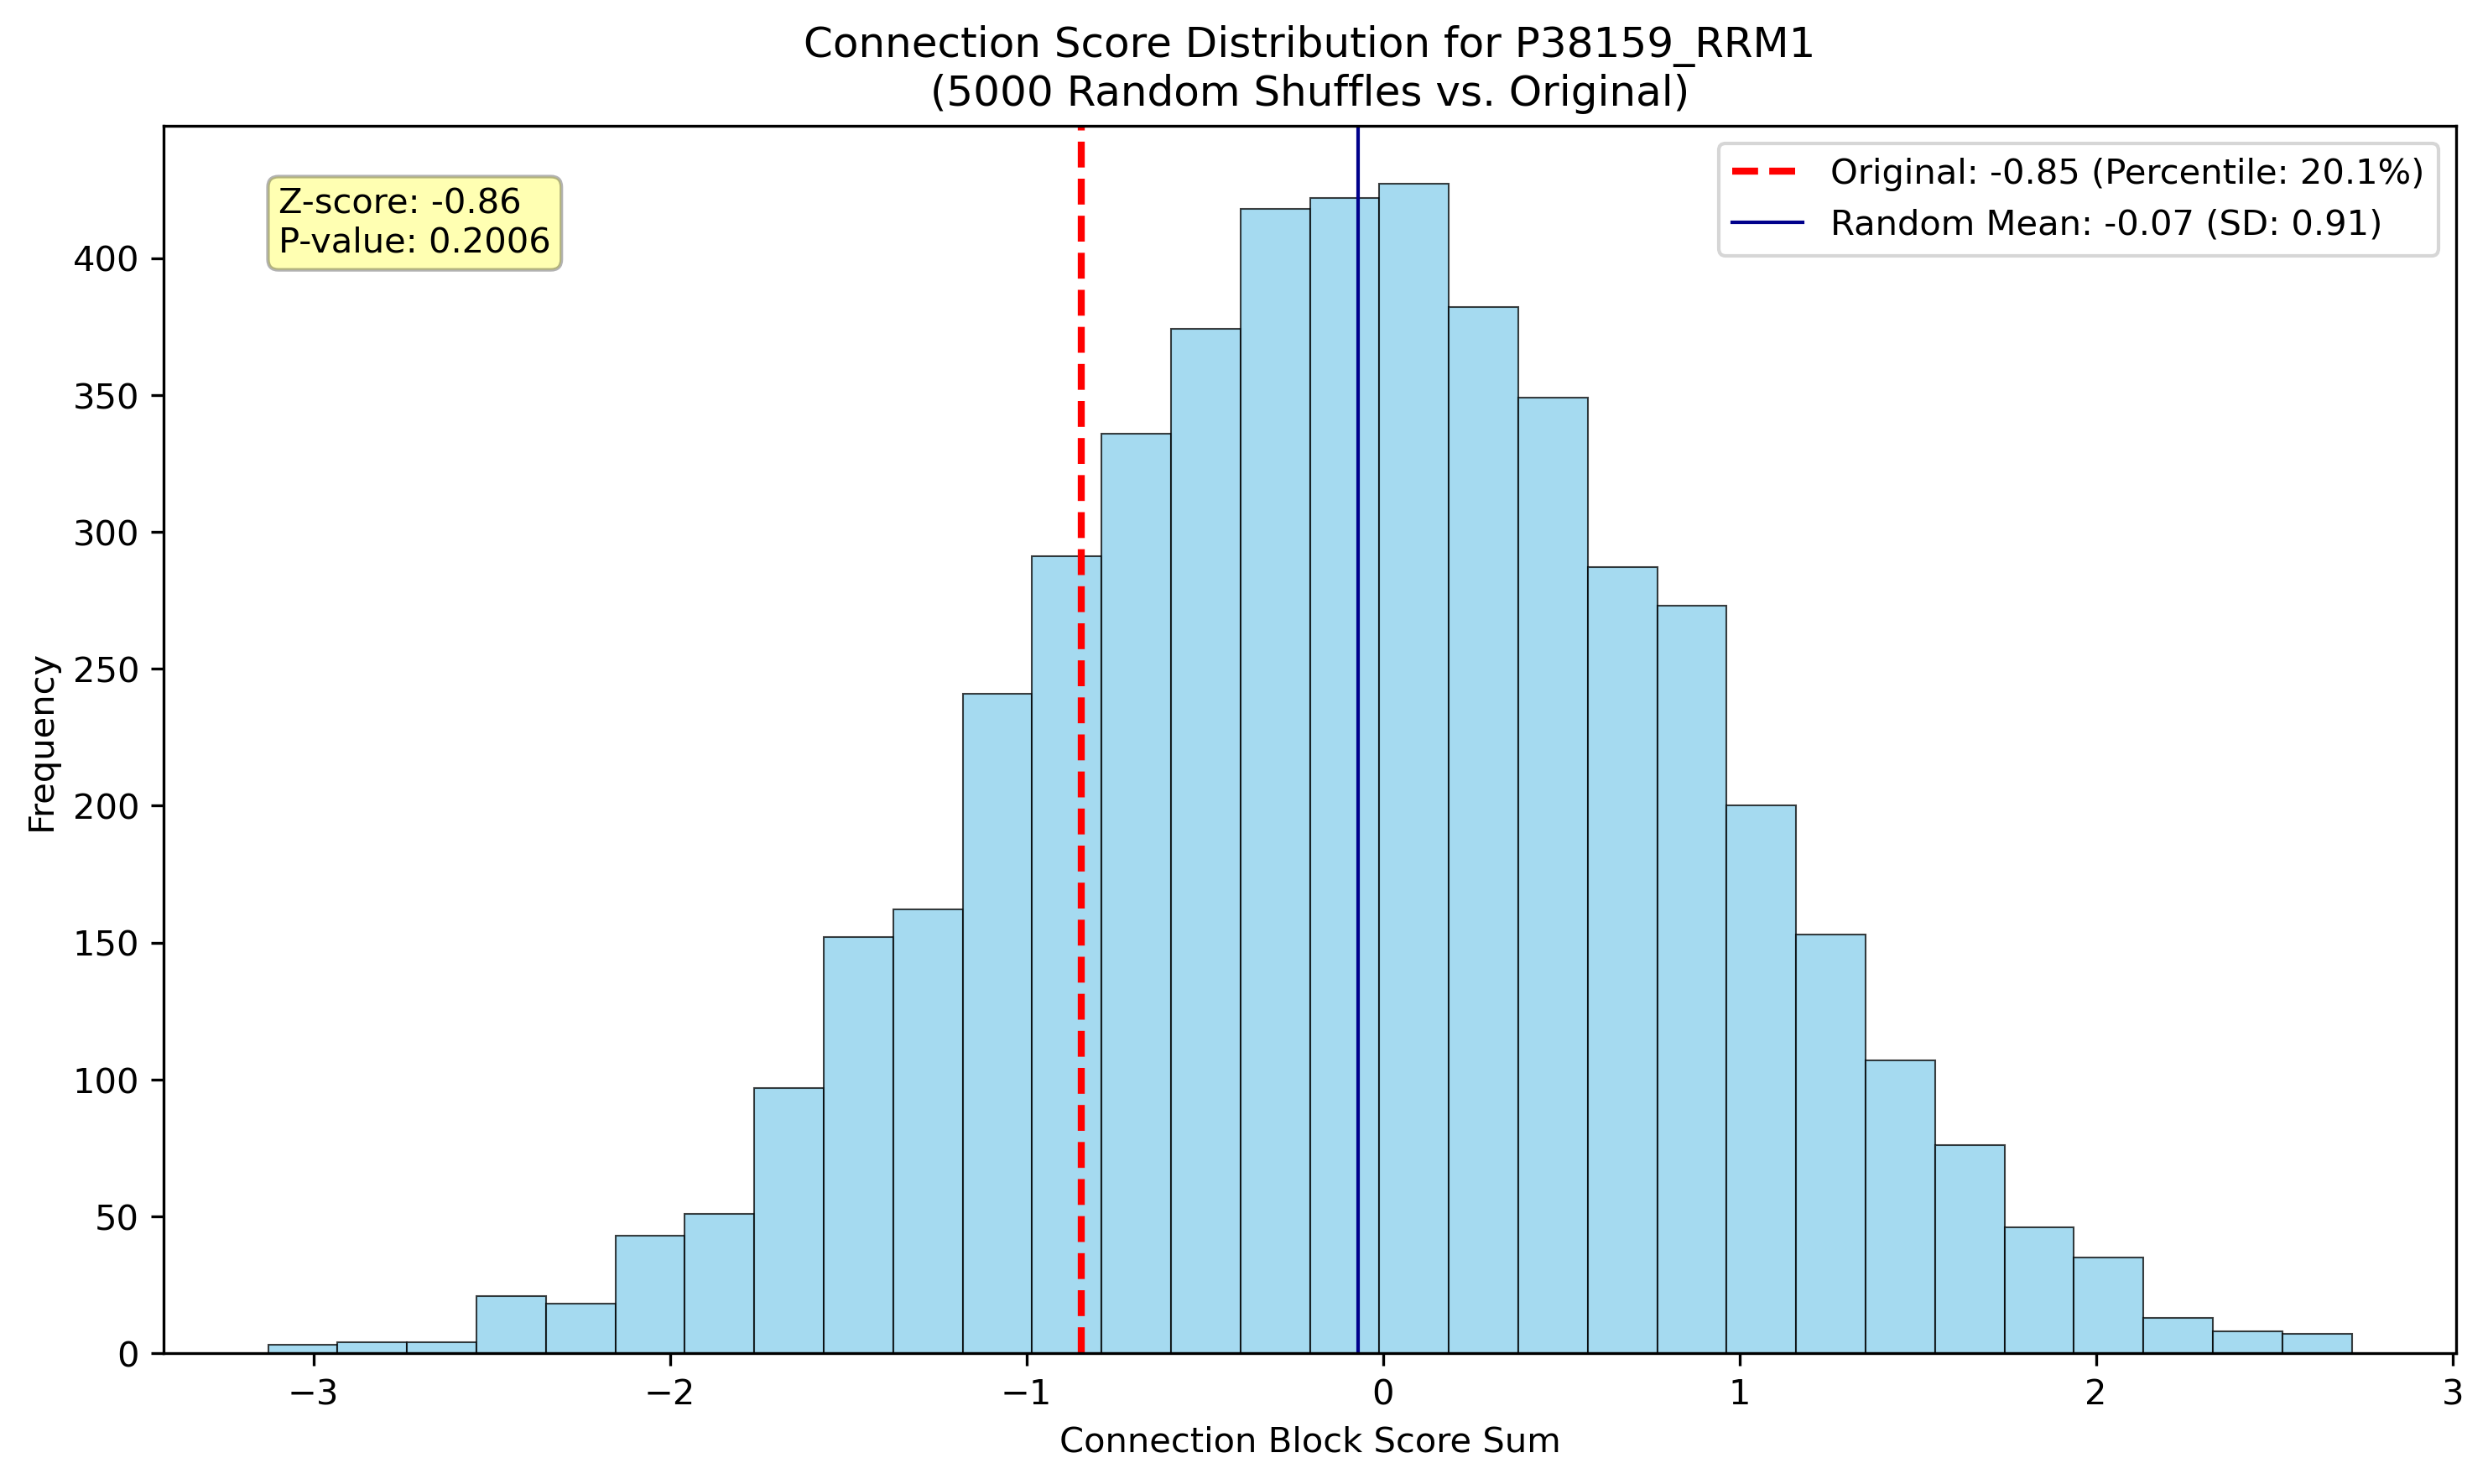 Connection Score Distribution for P38159_RRM1
(5000 Random Shuffles vs. Original)
Z-score: -0.86
P-value: 0.2006
Original: -0.85 (Percentile: 20.1%)
Random Mean: -0.07 (SD: 0.91)
400
350
300
250
200
150
100
50
0
Frequency
−3
−2
−1
0
1
2
3
Connection Block Score Sum